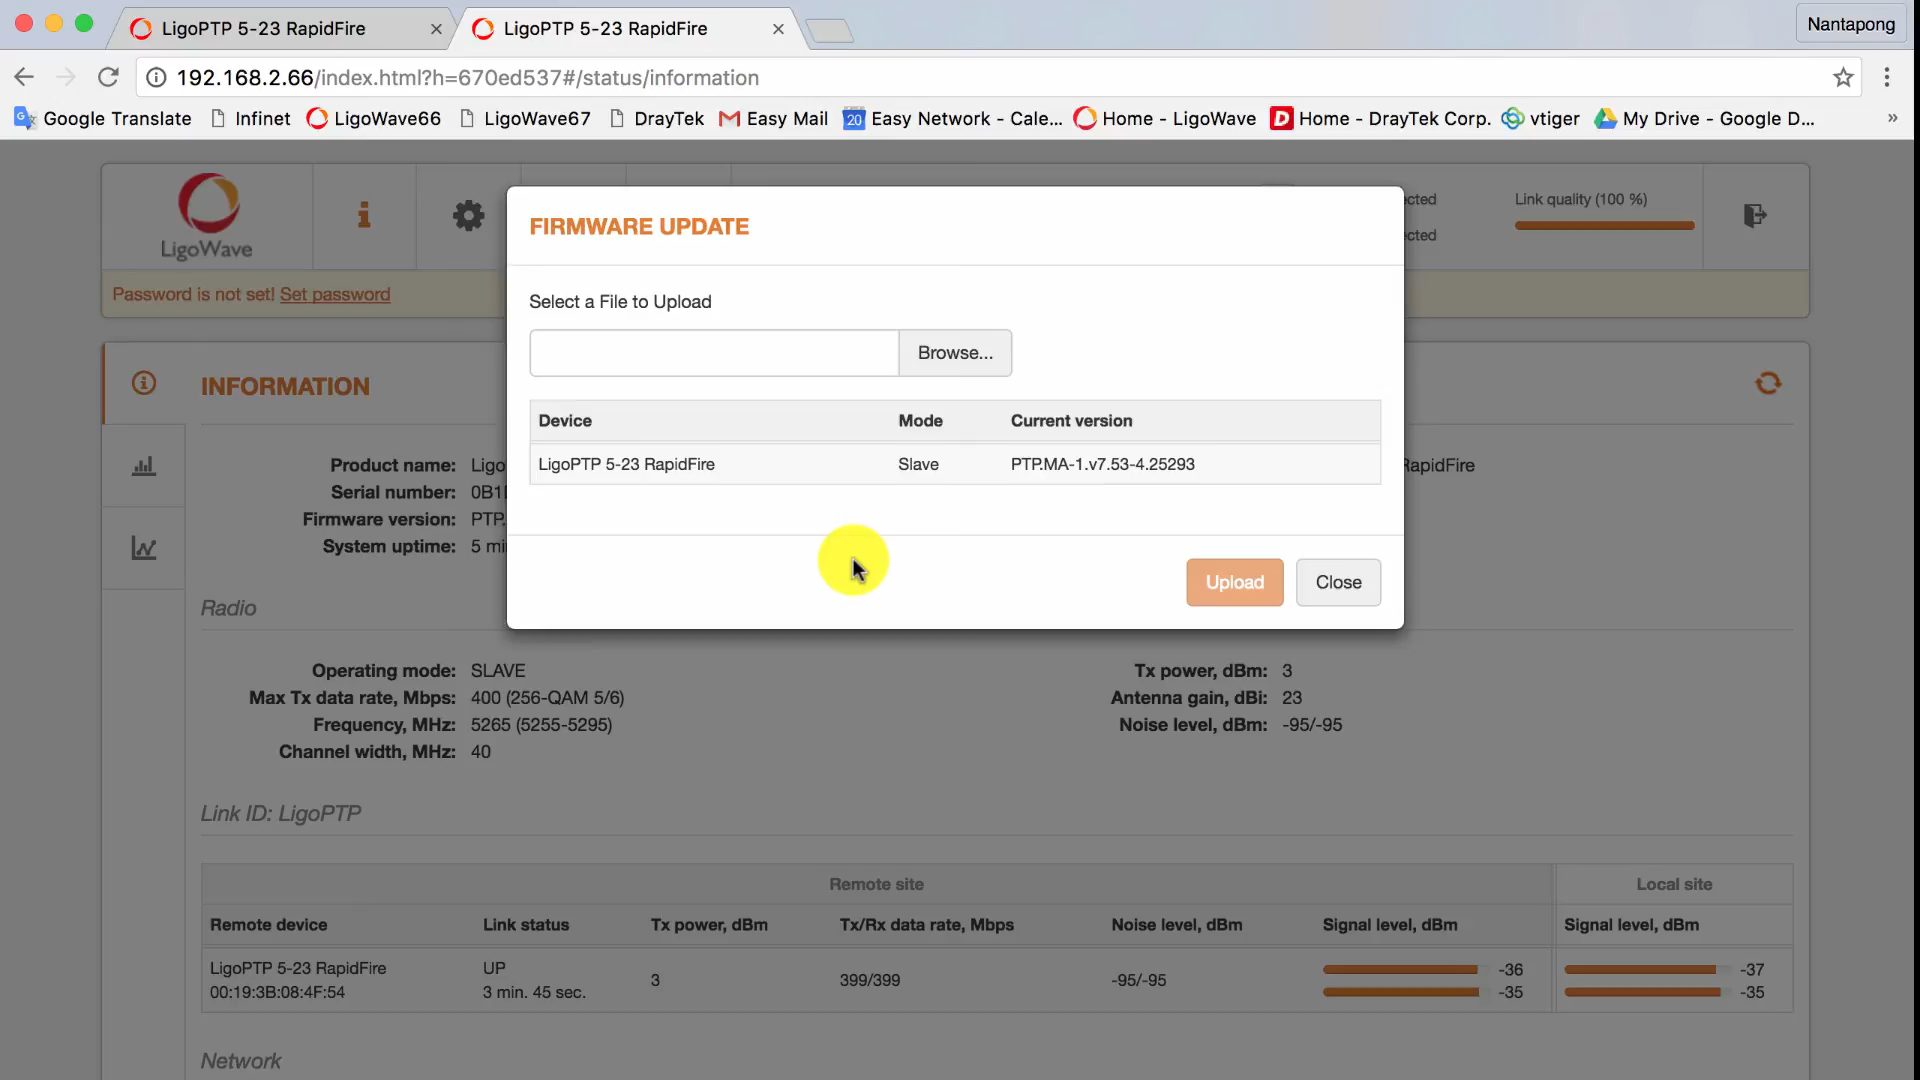 LigoPTP 5-23 RapidFire
LigoPTP 5-23 RapidFire
Nantapong
192.168.2.66/index.html?h=670ed537#/status/information
Google Translate Infinet LigoWave66 LigoWave67 DrayTek Easy Mail 20 Easy Network - Cale... Home - LigoWave D Home - DrayTek Corp. vtiger My Drive - Google D... »
LigoWave
cted
cted
Link quality (100 %)
Password is not set! Set password
FIRMWARE UPDATE
Select a File to Upload
Browse...
Device Mode Current version
LigoPTP 5-23 RapidFire Slave PTP.MA-1.v7.53-4.25293
Upload Close
INFORMATION
Product name: Ligo
RapidFire
Serial number: 0B1
Firmware version: PTP.
System uptime: 5 mi
Radio
Operating mode: SLAVE
Max Tx data rate, Mbps: 400 (256-QAM 5/6)
Frequency, MHz: 5265 (5255-5295)
Channel width, MHz: 40
Tx power, dBm: 3
Antenna gain, dBi: 23
Noise level, dBm: -95/-95
Link ID: LigoPTP
Remote site Local site
Remote device Link status Tx power, dBm Tx/Rx data rate, Mbps Noise level, dBm Signal level, dBm Signal level, dBm
LigoPTP 5-23 RapidFire UP 3 399/399 -95/-95 -36 -37
00:19:3B:08:4F:54 3 min. 45 sec. -35 -35
Network